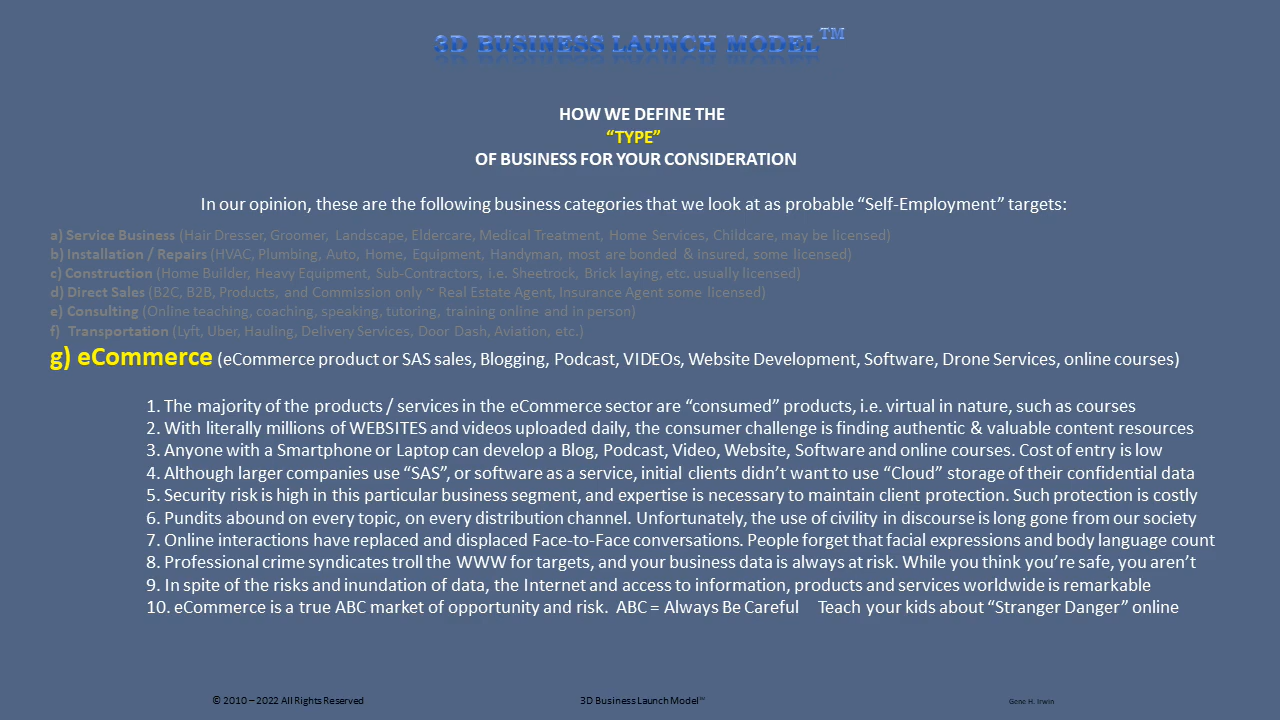 3D BUSINESS LAUNCH MODEL™
HOW WE DEFINE THE
“TYPE”
OF BUSINESS FOR YOUR CONSIDERATION
In our opinion, these are the following business categories that we look at as probable “Self-Employment” targets:
a) Service Business (Hair Dresser, Groomer, Landscape, Eldercare, Medical Treatment, Home Services, Childcare, may be licensed)
b) Installation / Repairs (HVAC, Plumbing, Auto, Home, Equipment, Handyman, most are bonded & Insured, some licensed)
c) Construction (Home Builder, Heavy Equipment, Sub-Contractors, i.e. Sheetrock, Brick laying, etc. usually licensed)
d) Direct Sales (B2C, B2B, Products, and Commission only ~ Real Estate Agent, Insurance Agent some licensed)
e) Consulting (Online teaching, coaching, speaking, tutoring, training online and in person)
f) Transportation (Lyft, Uber, Hauling, Delivery Services, Door Dash, Aviation, etc.)
g) eCommerce (eCommerce product or SAS sales, Blogging, Podcast, VIDEOs, Website Development, Software, Drone Services, online courses)
1. The majority of the products / services in the eCommerce sector are “consumed” products, i.e. virtual in nature, such as courses
2. With literally millions of WEBSITES and videos uploaded daily, the consumer challenge is finding authentic & valuable content resources
3. Anyone with a Smartphone or Laptop can develop a Blog, Podcast, Video, Website, Software and online courses. Cost of entry is low
4. Although larger companies use “SAS”, or software as a service, initial clients didn’t want to use “Cloud” storage of their confidential data
5. Security risk is high in this particular business segment, and expertise is necessary to maintain client protection. Such protection is costly
6. Pundits abound on every topic, on every distribution channel. Unfortunately, the use of civility in discourse is long gone from our society
7. Online interactions have replaced and displaced Face-to-Face conversations. People forget that facial expressions and body language count
8. Professional crime syndicates troll the WWW for targets, and your business data is always at risk. While you think you’re safe, you aren’t
9. In spite of the risks and inundation of data, the Internet and access to information, products and services worldwide is remarkable
10. eCommerce is a true ABC market of opportunity and risk. ABC = Always Be Careful Teach your kids about “Stranger Danger” online
© 2010 – 2022 All Rights Reserved 3D Business Launch Model™ Gene H. Irwin